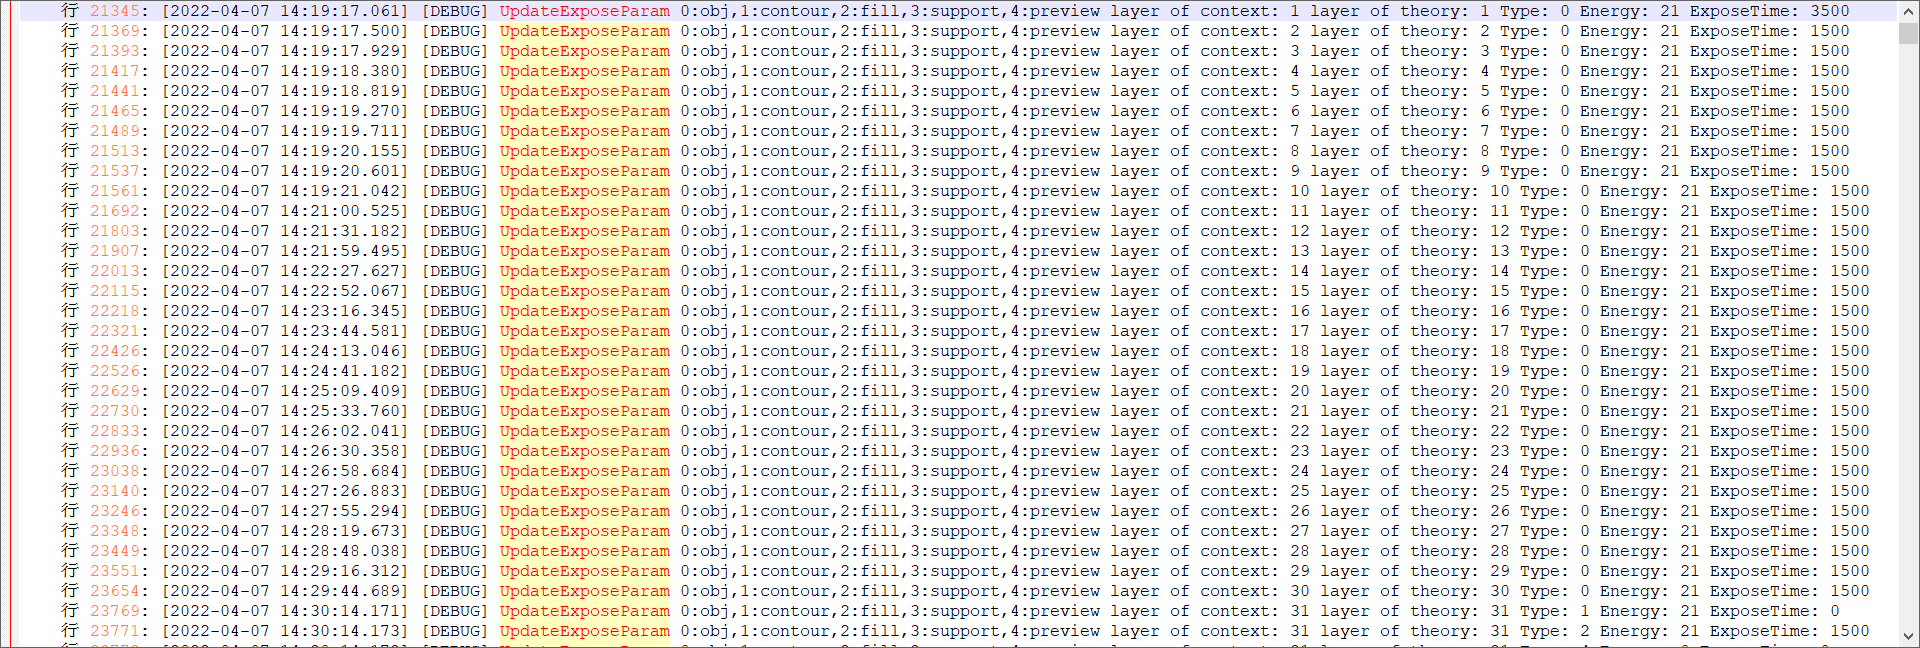 行 21345: [2022-04-07 14:19:17.061] [DEBUG] UpdateExposeParam 0:obj,1:contour,2:fill,3:support,4:preview layer of context: 1 layer of theory: 1 Type: 0 Energy: 21 ExposeTime: 3500
行 21369: [2022-04-07 14:19:17.500] [DEBUG] UpdateExposeParam 0:obj,1:contour,2:fill,3:support,4:preview layer of context: 2 layer of theory: 2 Type: 0 Energy: 21 ExposeTime: 1500
行 21393: [2022-04-07 14:19:17.929] [DEBUG] UpdateExposeParam 0:obj,1:contour,2:fill,3:support,4:preview layer of context: 3 layer of theory: 3 Type: 0 Energy: 21 ExposeTime: 1500
行 21417: [2022-04-07 14:19:18.380] [DEBUG] UpdateExposeParam 0:obj,1:contour,2:fill,3:support,4:preview layer of context: 4 layer of theory: 4 Type: 0 Energy: 21 ExposeTime: 1500
行 21441: [2022-04-07 14:19:18.819] [DEBUG] UpdateExposeParam 0:obj,1:contour,2:fill,3:support,4:preview layer of context: 5 layer of theory: 5 Type: 0 Energy: 21 ExposeTime: 1500
行 21465: [2022-04-07 14:19:19.270] [DEBUG] UpdateExposeParam 0:obj,1:contour,2:fill,3:support,4:preview layer of context: 6 layer of theory: 6 Type: 0 Energy: 21 ExposeTime: 1500
行 21489: [2022-04-07 14:19:19.711] [DEBUG] UpdateExposeParam 0:obj,1:contour,2:fill,3:support,4:preview layer of context: 7 layer of theory: 7 Type: 0 Energy: 21 ExposeTime: 1500
行 21513: [2022-04-07 14:19:20.155] [DEBUG] UpdateExposeParam 0:obj,1:contour,2:fill,3:support,4:preview layer of context: 8 layer of theory: 8 Type: 0 Energy: 21 ExposeTime: 1500
行 21537: [2022-04-07 14:19:20.601] [DEBUG] UpdateExposeParam 0:obj,1:contour,2:fill,3:support,4:preview layer of context: 9 layer of theory: 9 Type: 0 Energy: 21 ExposeTime: 1500
行 21561: [2022-04-07 14:19:21.042] [DEBUG] UpdateExposeParam 0:obj,1:contour,2:fill,3:support,4:preview layer of context: 10 layer of theory: 10 Type: 0 Energy: 21 ExposeTime: 1500
行 21692: [2022-04-07 14:21:00.525] [DEBUG] UpdateExposeParam 0:obj,1:contour,2:fill,3:support,4:preview layer of context: 11 layer of theory: 11 Type: 0 Energy: 21 ExposeTime: 1500
行 21803: [2022-04-07 14:21:31.182] [DEBUG] UpdateExposeParam 0:obj,1:contour,2:fill,3:support,4:preview layer of context: 12 layer of theory: 12 Type: 0 Energy: 21 ExposeTime: 1500
行 21907: [2022-04-07 14:21:59.495] [DEBUG] UpdateExposeParam 0:obj,1:contour,2:fill,3:support,4:preview layer of context: 13 layer of theory: 13 Type: 0 Energy: 21 ExposeTime: 1500
行 22013: [2022-04-07 14:22:27.627] [DEBUG] UpdateExposeParam 0:obj,1:contour,2:fill,3:support,4:preview layer of context: 14 layer of theory: 14 Type: 0 Energy: 21 ExposeTime: 1500
行 22115: [2022-04-07 14:22:52.067] [DEBUG] UpdateExposeParam 0:obj,1:contour,2:fill,3:support,4:preview layer of context: 15 layer of theory: 15 Type: 0 Energy: 21 ExposeTime: 1500
行 22218: [2022-04-07 14:23:16.345] [DEBUG] UpdateExposeParam 0:obj,1:contour,2:fill,3:support,4:preview layer of context: 16 layer of theory: 16 Type: 0 Energy: 21 ExposeTime: 1500
行 22321: [2022-04-07 14:23:44.581] [DEBUG] UpdateExposeParam 0:obj,1:contour,2:fill,3:support,4:preview layer of context: 17 layer of theory: 17 Type: 0 Energy: 21 ExposeTime: 1500
行 22426: [2022-04-07 14:24:13.046] [DEBUG] UpdateExposeParam 0:obj,1:contour,2:fill,3:support,4:preview layer of context: 18 layer of theory: 18 Type: 0 Energy: 21 ExposeTime: 1500
行 22526: [2022-04-07 14:24:41.182] [DEBUG] UpdateExposeParam 0:obj,1:contour,2:fill,3:support,4:preview layer of context: 19 layer of theory: 19 Type: 0 Energy: 21 ExposeTime: 1500
行 22629: [2022-04-07 14:25:09.409] [DEBUG] UpdateExposeParam 0:obj,1:contour,2:fill,3:support,4:preview layer of context: 20 layer of theory: 20 Type: 0 Energy: 21 ExposeTime: 1500
行 22730: [2022-04-07 14:25:33.760] [DEBUG] UpdateExposeParam 0:obj,1:contour,2:fill,3:support,4:preview layer of context: 21 layer of theory: 21 Type: 0 Energy: 21 ExposeTime: 1500
行 22833: [2022-04-07 14:26:02.041] [DEBUG] UpdateExposeParam 0:obj,1:contour,2:fill,3:support,4:preview layer of context: 22 layer of theory: 22 Type: 0 Energy: 21 ExposeTime: 1500
行 22936: [2022-04-07 14:26:30.358] [DEBUG] UpdateExposeParam 0:obj,1:contour,2:fill,3:support,4:preview layer of context: 23 layer of theory: 23 Type: 0 Energy: 21 ExposeTime: 1500
行 23038: [2022-04-07 14:26:58.684] [DEBUG] UpdateExposeParam 0:obj,1:contour,2:fill,3:support,4:preview layer of context: 24 layer of theory: 24 Type: 0 Energy: 21 ExposeTime: 1500
行 23140: [2022-04-07 14:27:26.883] [DEBUG] UpdateExposeParam 0:obj,1:contour,2:fill,3:support,4:preview layer of context: 25 layer of theory: 25 Type: 0 Energy: 21 ExposeTime: 1500
行 23246: [2022-04-07 14:27:55.294] [DEBUG] UpdateExposeParam 0:obj,1:contour,2:fill,3:support,4:preview layer of context: 26 layer of theory: 26 Type: 0 Energy: 21 ExposeTime: 1500
行 23348: [2022-04-07 14:28:19.673] [DEBUG] UpdateExposeParam 0:obj,1:contour,2:fill,3:support,4:preview layer of context: 27 layer of theory: 27 Type: 0 Energy: 21 ExposeTime: 1500
行 23449: [2022-04-07 14:28:48.038] [DEBUG] UpdateExposeParam 0:obj,1:contour,2:fill,3:support,4:preview layer of context: 28 layer of theory: 28 Type: 0 Energy: 21 ExposeTime: 1500
行 23551: [2022-04-07 14:29:16.312] [DEBUG] UpdateExposeParam 0:obj,1:contour,2:fill,3:support,4:preview layer of context: 29 layer of theory: 29 Type: 0 Energy: 21 ExposeTime: 1500
行 23654: [2022-04-07 14:29:44.689] [DEBUG] UpdateExposeParam 0:obj,1:contour,2:fill,3:support,4:preview layer of context: 30 layer of theory: 30 Type: 0 Energy: 21 ExposeTime: 1500
行 23769: [2022-04-07 14:30:14.171] [DEBUG] UpdateExposeParam 0:obj,1:contour,2:fill,3:support,4:preview layer of context: 31 layer of theory: 31 Type: 1 Energy: 21 ExposeTime: 0
行 23771: [2022-04-07 14:30:14.173] [DEBUG] UpdateExposeParam 0:obj,1:contour,2:fill,3:support,4:preview layer of context: 31 layer of theory: 31 Type: 2 Energy: 21 ExposeTime: 1500